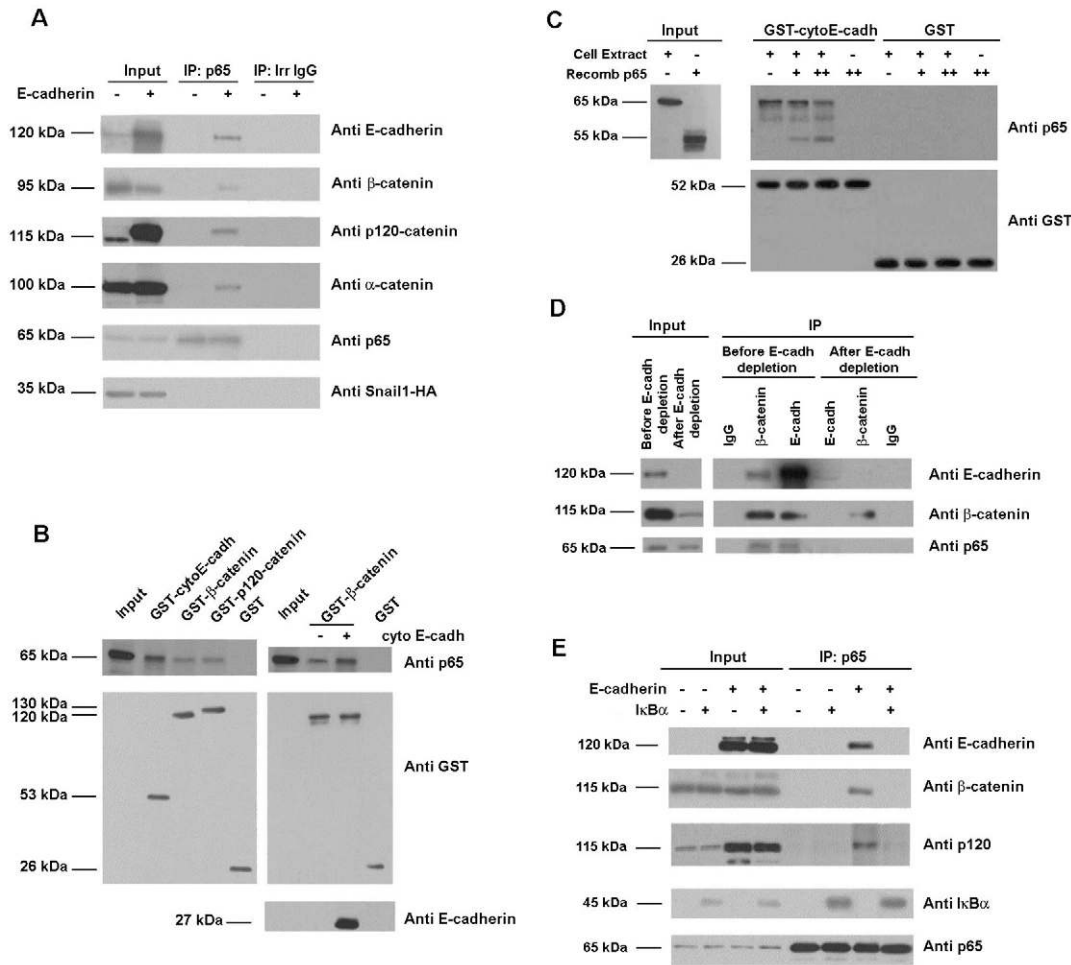 A
Input IP: p65 IP: Irr IgG
E-cadherin - + - + - +
120 kDa Anti E-cadherin
95 kDa Anti β-catenin
115 kDa Anti p120-catenin
100 kDa Anti α-catenin
65 kDa Anti p65
35 kDa Anti Snail1-HA
B
Input GST-cytoE-cadh GST-β-catenin GST-p120-catenin GST Input GST-β-catenin GST
- + cyto E-cadh
65 kDa Anti p65
130 kDa
120 kDa
Anti GST
53 kDa
26 kDa
27 kDa Anti E-cadherin
C
Input GST-cytoE-cadh GST
Cell Extract + - + + + - + + + -
Recomb p65 - + - + ++ ++ - + ++ ++
65 kDa
55 kDa
Anti p65
52 kDa
Anti GST
26 kDa
D
Input IP
Before E-cadh depletion After E-cadh depletion
Before E-cadh depletion After E-cadh depletion IgG β-catenin E-cadh E-cadh β-catenin IgG
120 kDa Anti E-cadherin
115 kDa Anti β-catenin
65 kDa Anti p65
E
Input IP: p65
E-cadherin - - + + - - + +
IκBα - + - + - + - +
120 kDa Anti E-cadherin
115 kDa Anti β-catenin
115 kDa Anti p120
45 kDa Anti IκBα
65 kDa Anti p65